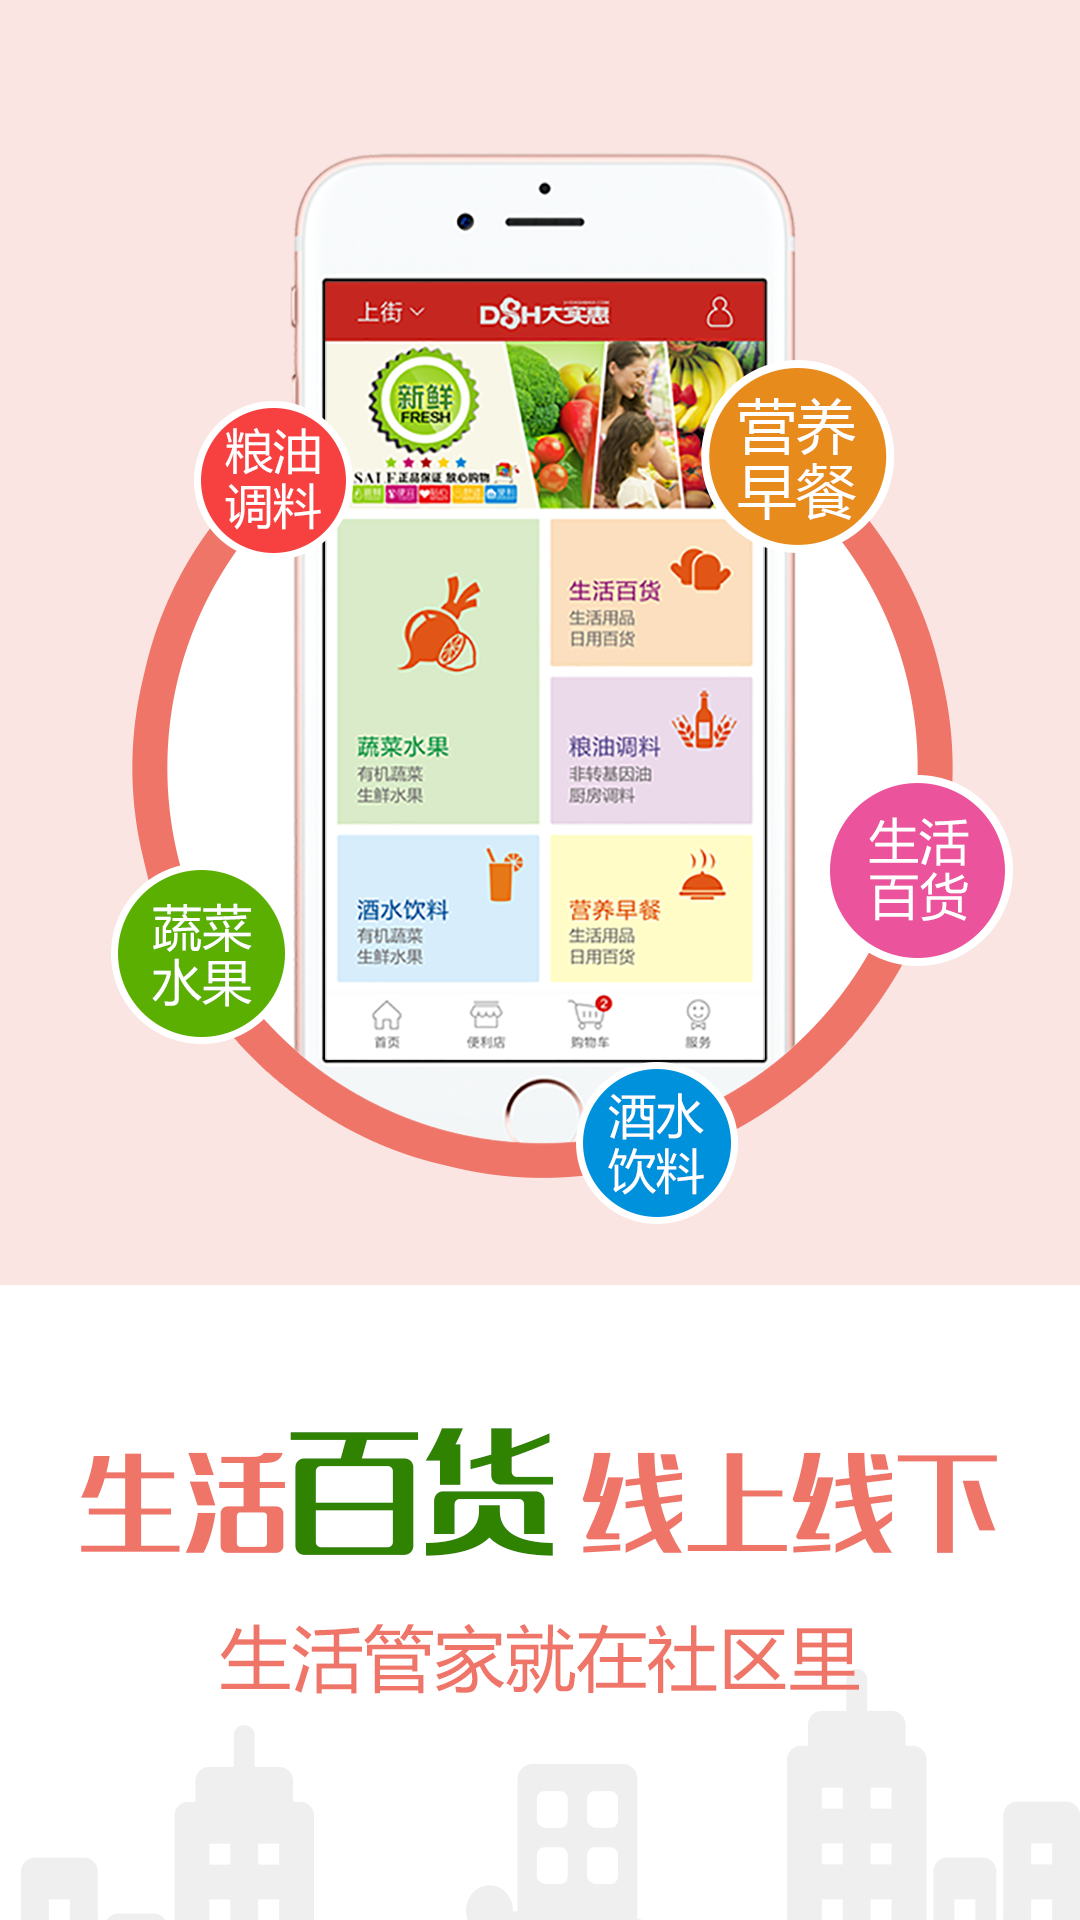 上街
DSH大实惠
新鲜
FRESH
SALE正品保证 放心购物
粮油
调料
营养
早餐
生活百货
生活用品
日用百货
蔬菜水果
有机蔬菜
生鲜水果
粮油调料
非转基因油
厨房调料
生活
百货
酒水饮料
有机蔬菜
生鲜水果
营养早餐
生活用品
日用百货
蔬菜
水果
首页
便利店
2
购物车
服务
酒水
饮料
生活百货 线上线下
生活管家就在社区里